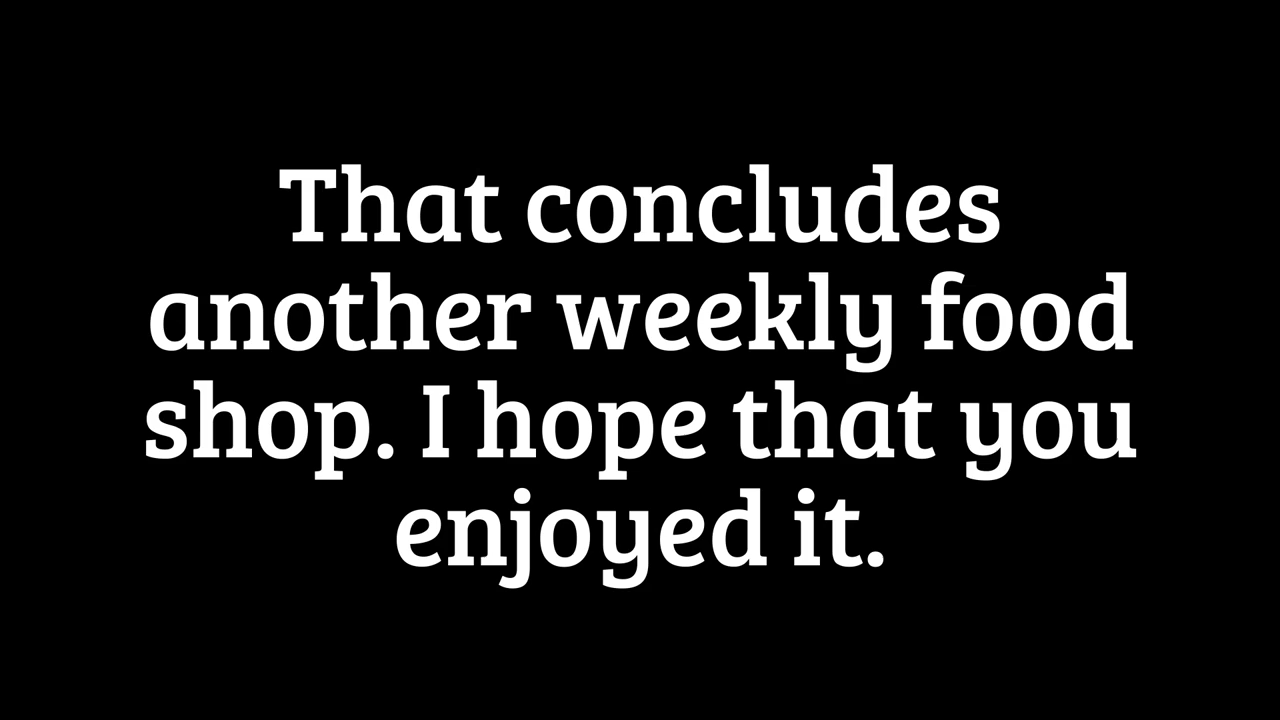 That concludes
another weekly food
shop. I hope that you
enjoyed it.